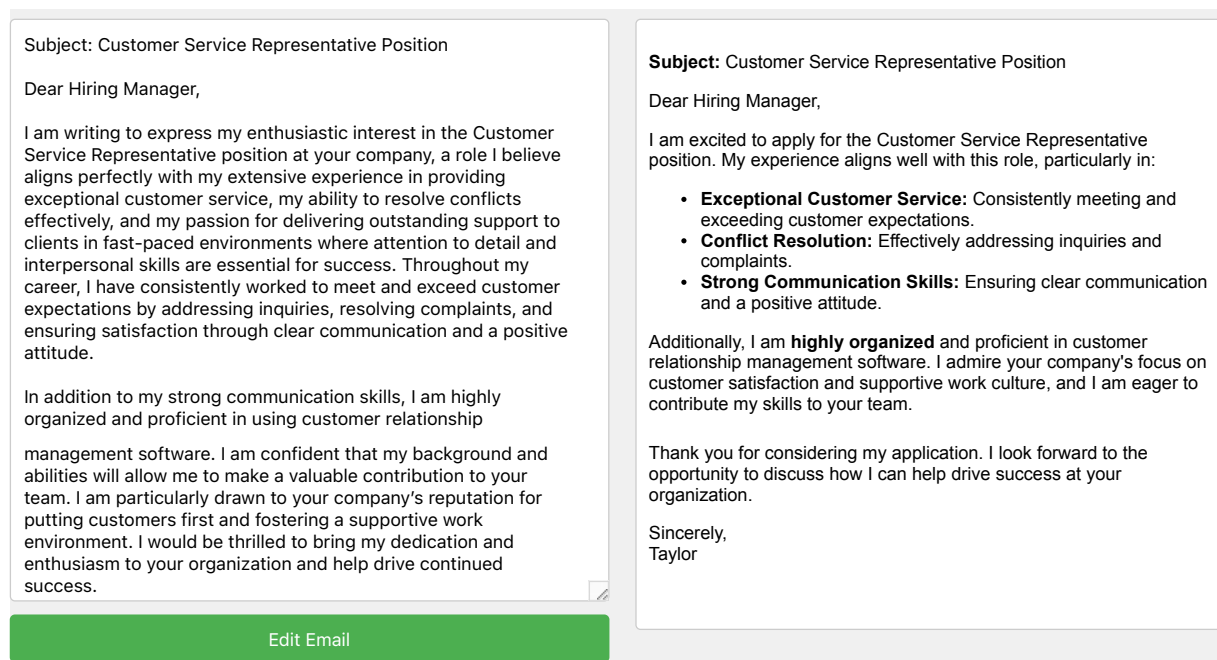 Subject: Customer Service Representative Position
Dear Hiring Manager,
I am writing to express my enthusiastic interest in the Customer
Service Representative position at your company, a role I believe
aligns perfectly with my extensive experience in providing
exceptional customer service, my ability to resolve conflicts
effectively, and my passion for delivering outstanding support to
clients in fast-paced environments where attention to detail and
interpersonal skills are essential for success. Throughout my
career, I have consistently worked to meet and exceed customer
expectations by addressing inquiries, resolving complaints, and
ensuring satisfaction through clear communication and a positive
attitude.
In addition to my strong communication skills, I am highly
organized and proficient in using customer relationship
management software. I am confident that my background and
abilities will allow me to make a valuable contribution to your
team. I am particularly drawn to your company’s reputation for
putting customers first and fostering a supportive work
environment. I would be thrilled to bring my dedication and
enthusiasm to your organization and help drive continued
success.
Edit Email
Subject: Customer Service Representative Position
Dear Hiring Manager,
I am excited to apply for the Customer Service Representative
position. My experience aligns well with this role, particularly in:
• Exceptional Customer Service: Consistently meeting and
exceeding customer expectations.
• Conflict Resolution: Effectively addressing inquiries and
complaints.
• Strong Communication Skills: Ensuring clear communication
and a positive attitude.
Additionally, I am highly organized and proficient in customer
relationship management software. I admire your company's focus on
customer satisfaction and supportive work culture, and I am eager to
contribute my skills to your team.
Thank you for considering my application. I look forward to the
opportunity to discuss how I can help drive success at your
organization.
Sincerely,
Taylor